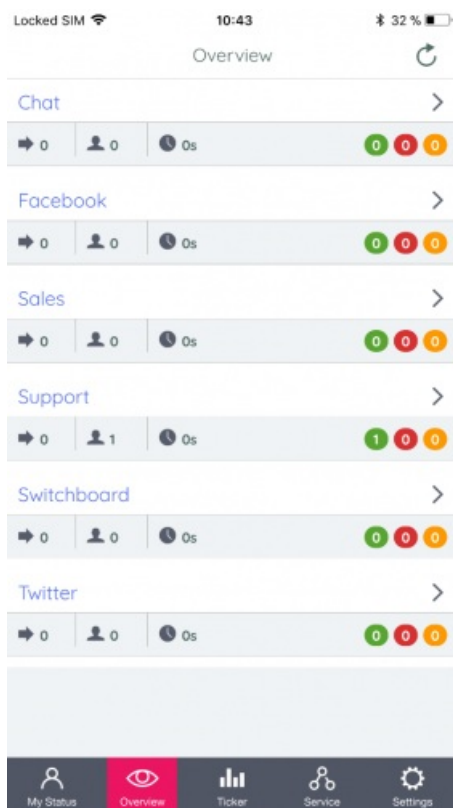 Locked SIM 10:43 32 %
Overview
Chat
0 0 0s 0 0 0
Facebook
0 0 0s 0 0 0
Sales
0 0 0s 0 0 0
Support
0 1 0s 1 0 0
Switchboard
0 0 0s 0 0 0
Twitter
0 0 0s 0 0 0
My Status Overview Ticker Service Settings